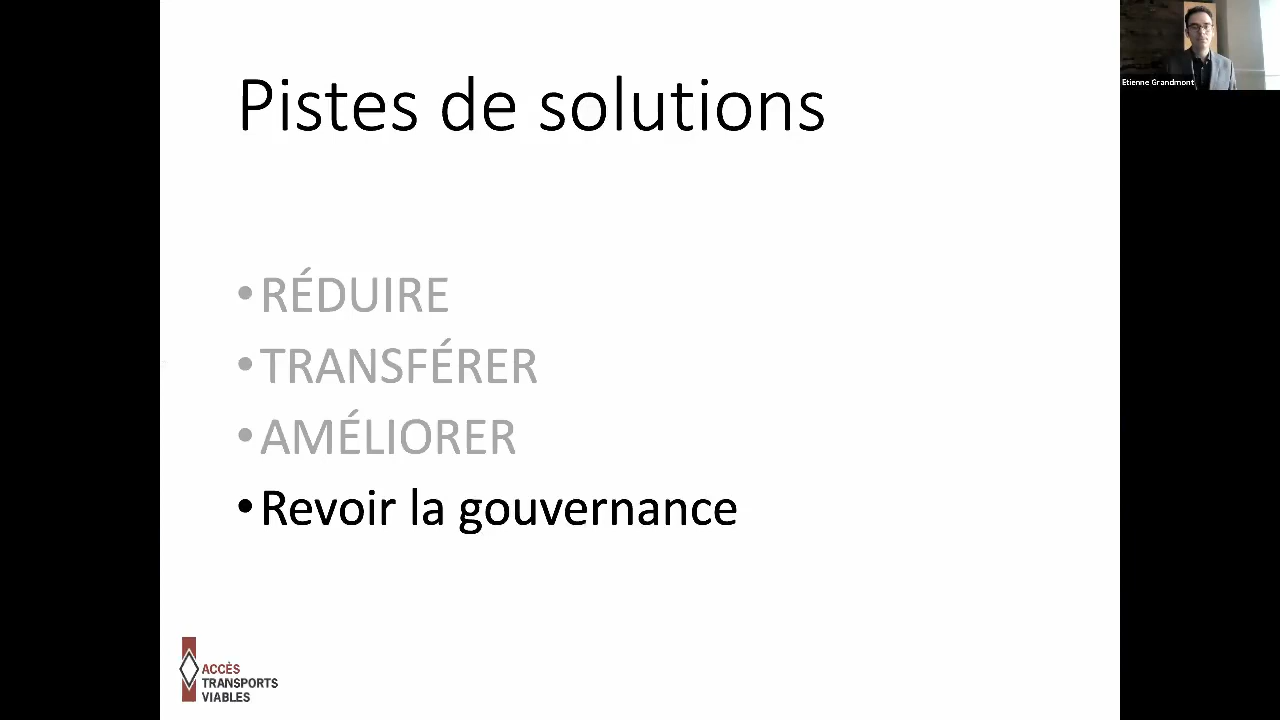 Pistes de solutions
Etienne Grandmont
•RÉDUIRE
•TRANSFÉRER
•AMÉLIORER
•Revoir la gouvernance
ACCÈS
TRANSPORTS
VIABLES